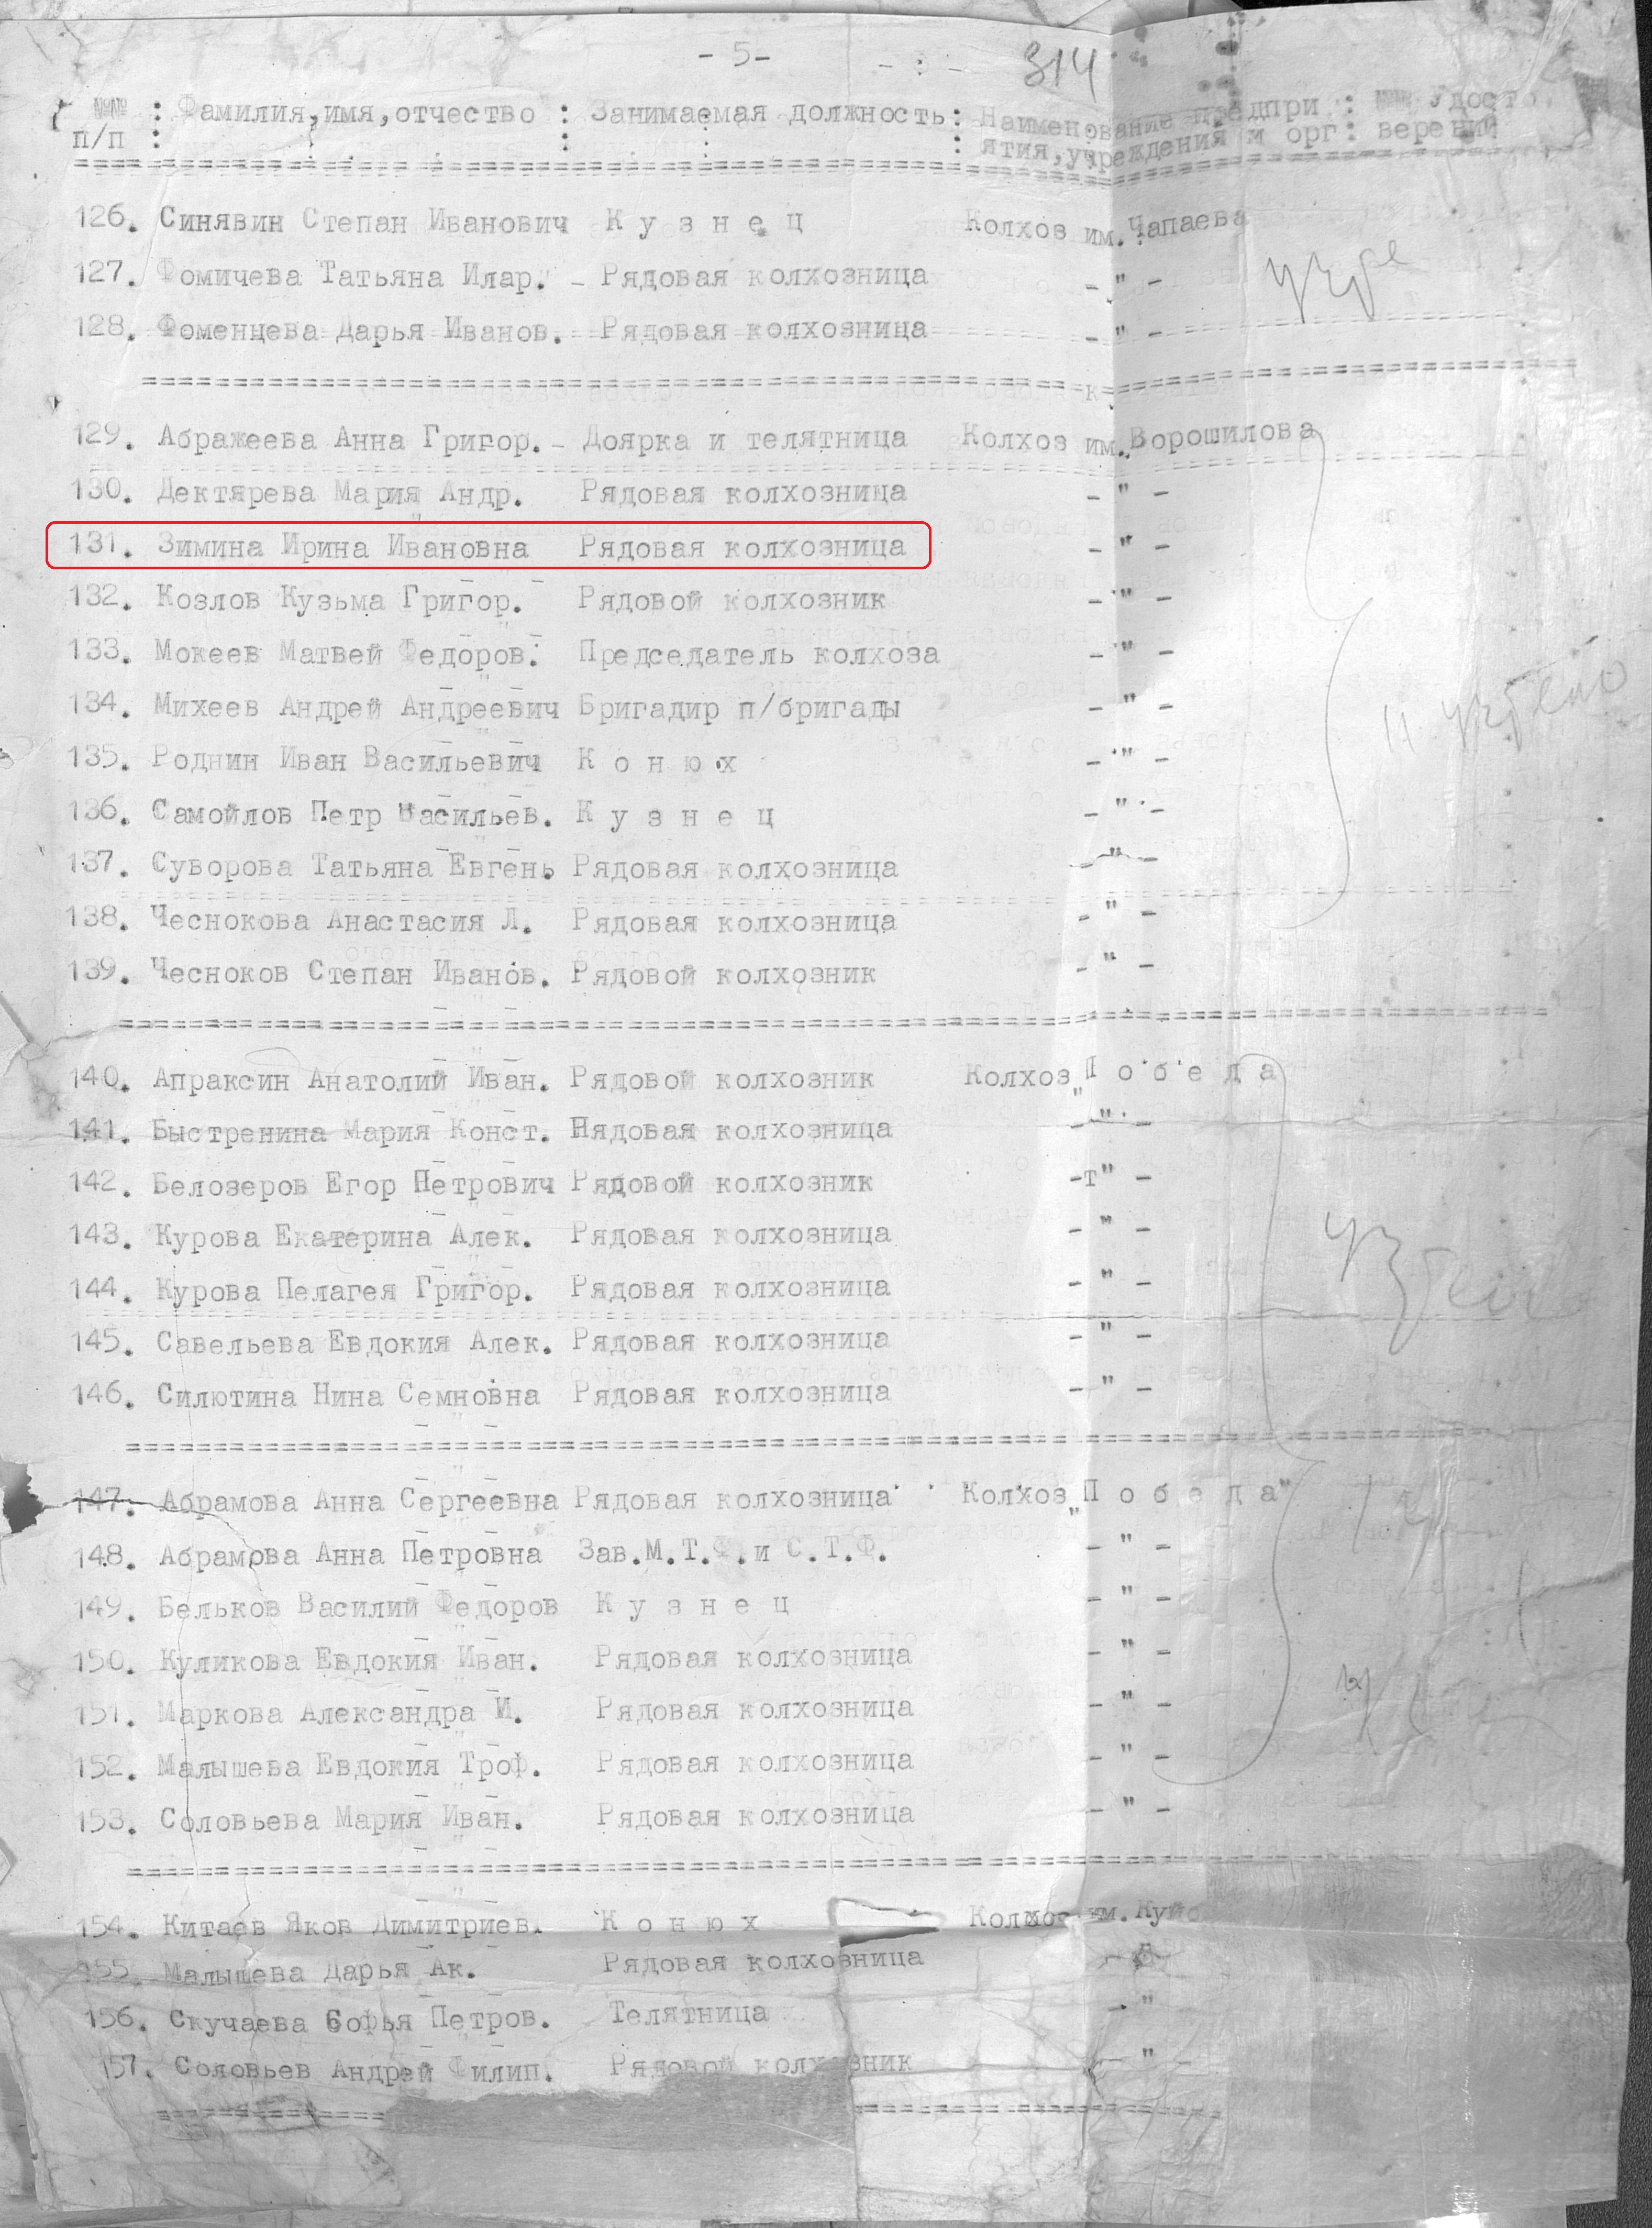 - 5 -
314
№№ : Фамилия,имя,отчество : Занимаемая должность: Наименование предпри : №№ Удосто
п/п : : : ятия,учреждения и орг: верений
126. Синявин Степан Иванович К у з н е ц Колхоз им.Чапаева
127. Фомичева Татьяна Илар. - Рядовая колхозница -"-
128. Фоменцева Дарья Иванов. Рядовая колхозница -"-
129. Абражеева Анна Григор. - Доярка и телятница Колхоз им.Ворошилова
130. Дектярева Мария Андр. Рядовая колхозница -"-
131. Зимина Ирина Ивановна Рядовая колхозница -"-
132. Козлов Кузьма Григор. Рядовой колхозник -"-
133. Мокеев Матвей Федоров. Председатель колхоза -"-
134. Михеев Андрей Андреевич Бригадир п/бригады -"-
135. Роднин Иван Васильевич К о н ю х -"-
136. Самойлов Петр Васильев. К у з н е ц -"-
137. Суворова Татьяна Евгень. Рядовая колхозница -"-
138. Чеснокова Анастасия Л. Рядовая колхозница -"-
139. Чесноков Степан Иванов. Рядовой колхозник -"-
140. Апраксин Анатолий Иван. Рядовой колхозник Колхоз "П о б е д а
141. Быстренина Мария Конст. Нядовая колхозница -"-
142. Белозеров Егор Петрович Рядовой колхозник -т"-
143. Курова Екатерина Алек. Рядовая колхозница -"-
144. Курова Пелагея Григор. Рядовая колхозница -"-
145. Савельева Евдокия Алек. Рядовая колхозница -"-
146. Силютина Нина Семновна Рядовая колхозница -"-
147. Абрамова Анна Сергеевна Рядовая колхозница Колхоз "П о б е д а"
148. Абрамова Анна Петровна Зав.М.Т.Ф.и С.Т.Ф. -"-
149. Бельков Василий Федоров К у з н е ц -"-
150. Куликова Евдокия Иван. Рядовая колхозница -"-
151. Маркова Александра И. Рядовая колхозница -"-
152. Малышева Евдокия Троф. Рядовая колхозница -"-
153. Соловьева Мария Иван. Рядовая колхозница -"-
154. Китаев Яков Димитриев. К о н ю х Колхоз им.
155. Малышева Дарья Ак. Рядовая колхозница -"-
156. Скучаева Софья Петров. Телятница -"
157. Соловьев Андрей Филип. Рядовой колхозник -"-